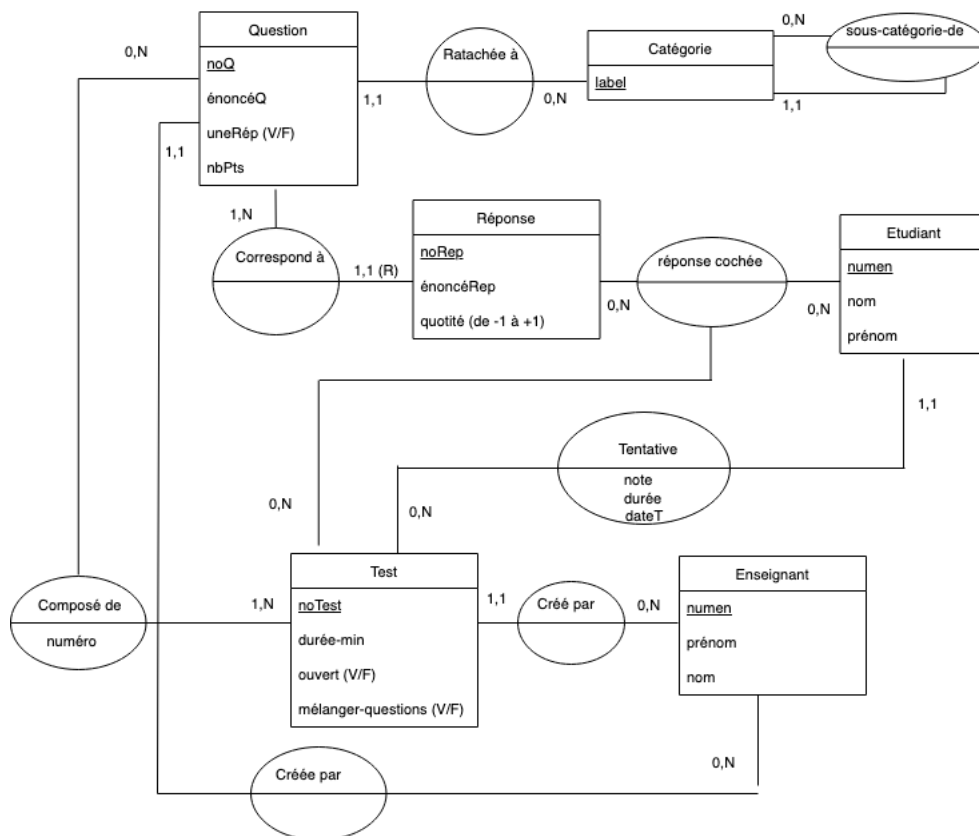 Question
noQ
énoncéQ
uneRép (V/F)
nbPts
0,N
1,1
1,1
Ratachée à
0,N
Catégorie
label
0,N
sous-catégorie-de
1,1
1,N
Correspond à
1,1 (R)
Réponse
noRep
énoncéRep
quotité (de -1 à +1)
0,N
réponse cochée
0,N
Etudiant
numen
nom
prénom
1,1
Tentative
note
durée
dateT
0,N
0,N
Composé de
numéro
1,N
Test
noTest
durée-min
ouvert (V/F)
mélanger-questions (V/F)
1,1
Créé par
0,N
Enseignant
numen
prénom
nom
0,N
Créée par